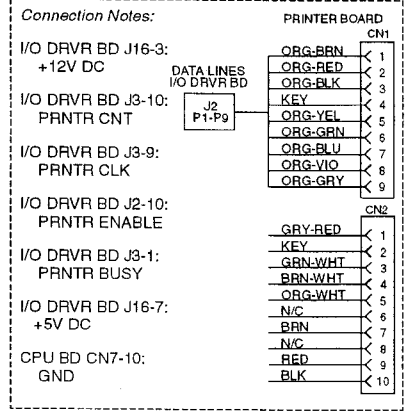 Connection Notes:
I/O DRVR BD J16-3:
+12V DC
I/O DRVR BD J3-10:
PRNTR CNT
I/O DRVR BD J3-9:
PRNTR CLK
I/O DRVR BD J2-10:
PRNTR ENABLE
I/O DRVR BD J3-1:
PRNTR BUSY
I/O DRVR BD J16-7:
+5V DC
CPU BD CN7-10:
GND
DATA LINES
I/O DRVR BD
J2
P1-P9
PRINTER BOARD
CN1
ORG-BRN 1
ORG-RED 2
ORG-BLK 3
KEY 4
ORG-YEL 5
ORG-GRN 6
ORG-BLU 7
ORG-VIO 8
ORG-GRY 9
CN2
GRY-RED 1
KEY 2
GRN-WHT 3
BRN-WHT 4
ORG-WHT 5
N/C 6
BRN 7
N/C 8
RED 9
BLK 10